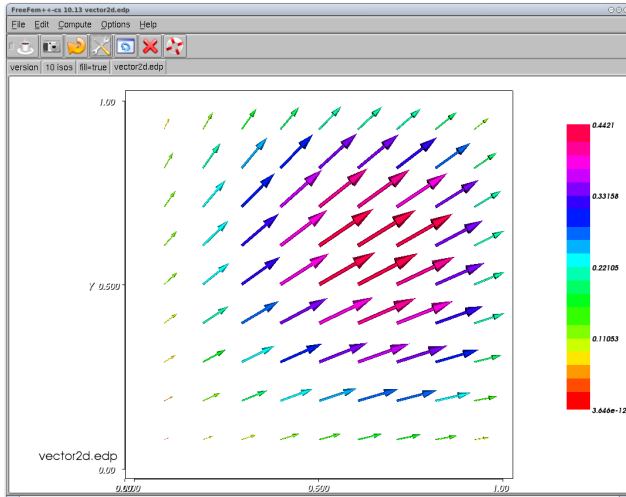 FreeFem++-cs 10.13 vector2d.edp
File Edit Compute Options Help
version 10 isos fill=true vector2d.edp
1.00
0.4421
0.33158
0.22105
Y 0.500
0.11053
3.646e-12
vector2d.edp
0.00
0.500
1.00